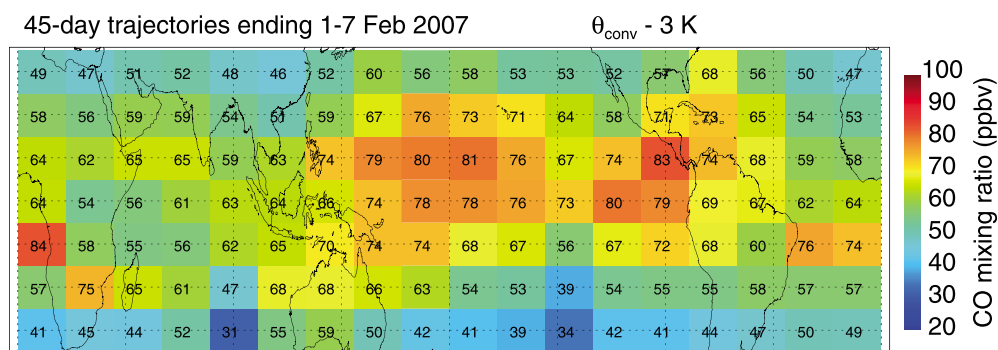 45-day trajectories ending 1-7 Feb 2007 θconv - 3 K
49 47 51 52 48 46 52 60 56 58 53 53 52 57 68 56 50 47
58 56 59 59 54 51 59 67 76 73 71 64 58 71 73 65 54 53
64 62 65 65 59 63 74 79 80 81 76 67 74 83 74 68 59 58
64 54 56 61 63 64 66 74 78 78 76 73 80 79 69 67 62 64
84 58 55 56 62 65 70 74 74 68 67 56 67 72 68 60 76 74
57 75 65 61 47 68 68 66 63 54 53 39 54 55 55 58 57 57
41 45 44 52 31 55 59 50 42 41 39 34 42 41 44 47 50 49
100
90
80
70
60
50
40
30
20
CO mixing ratio (ppbv)